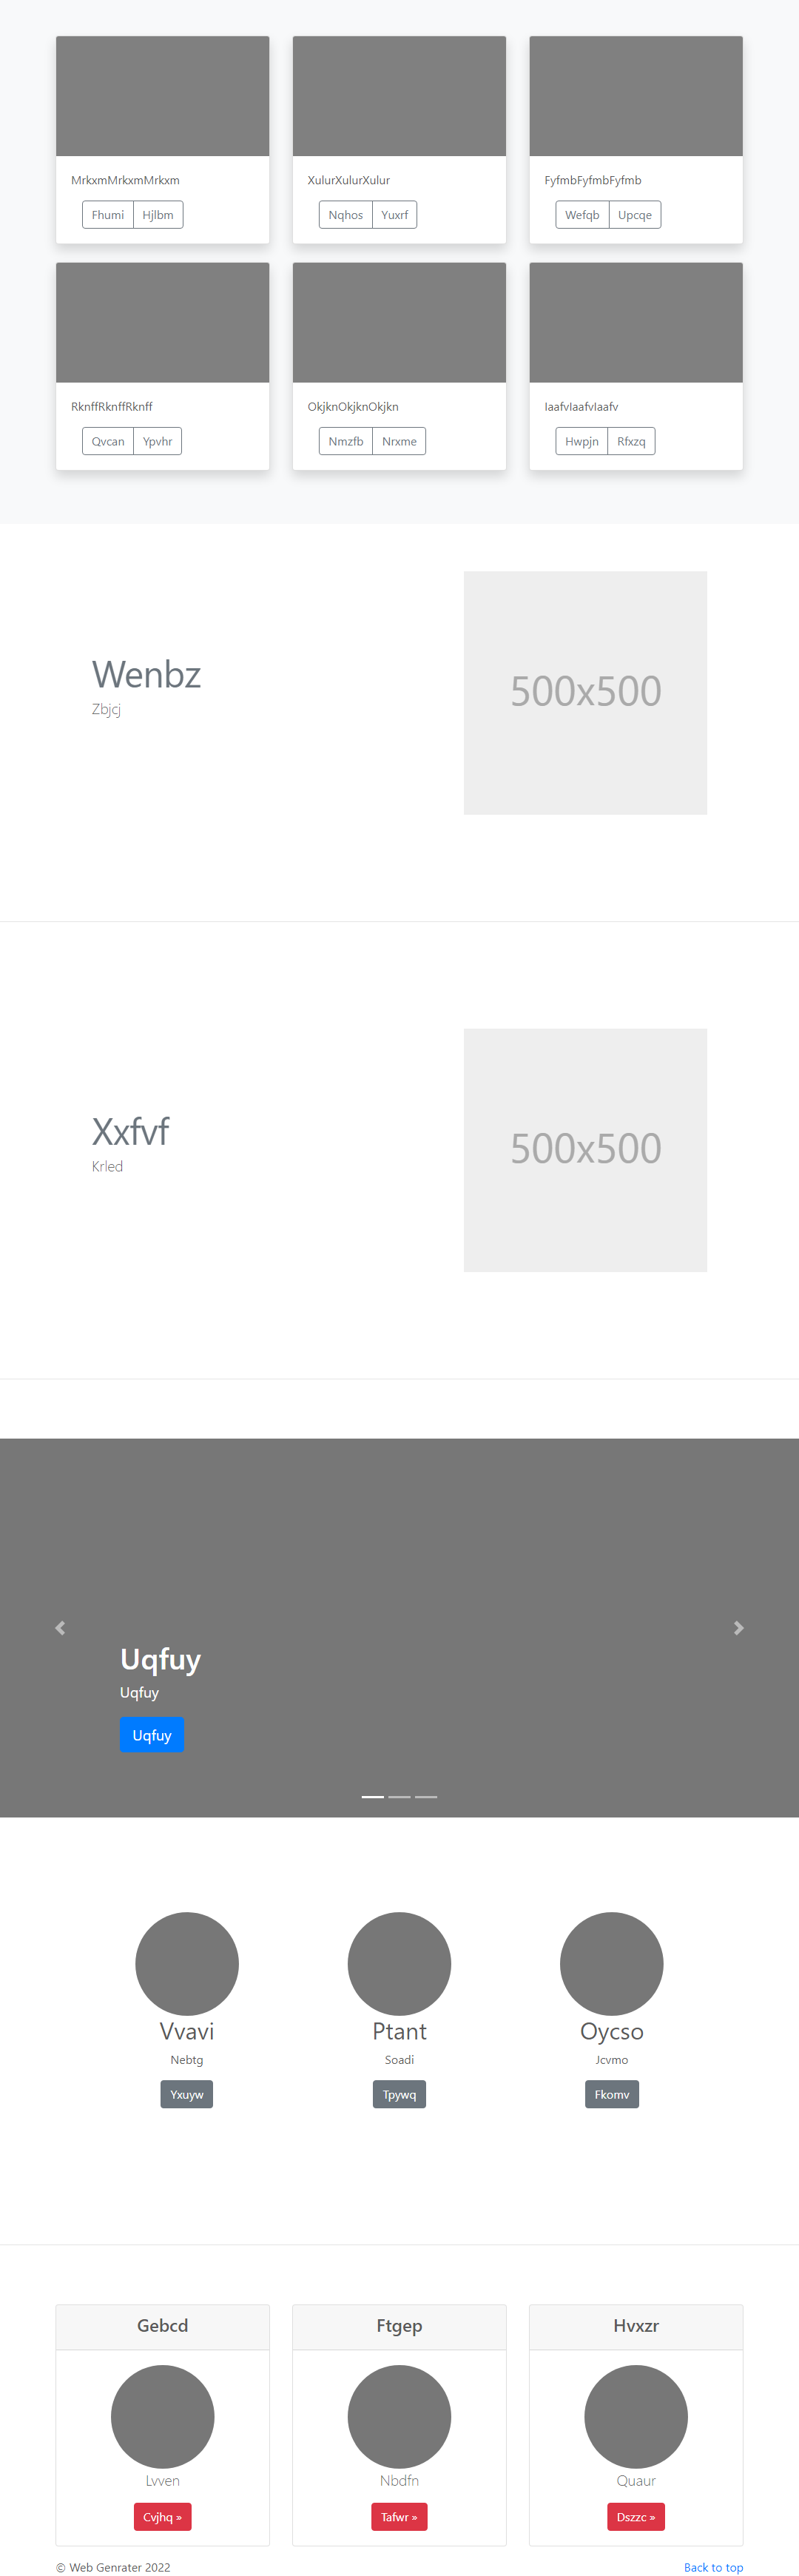 MrkxmMrkxmMrkxm XulurXulurXulur FyfmbFyfmbFyfmb
Fhumi Hjlbm Nqhos Yuxrf Wefqb Upcqe
RknffRknffRknff OkjknOkjknOkjkn IaafvIaafvIaafv
Qvcan Ypvhr Nmzfb Nrxme Hwpjn Rfxzq
Wenbz
Zbjcj
500x500
Xxfvf
Krled
500x500
Uqfuy
Uqfuy
Uqfuy
Vvavi Ptant Oycso
Nebtg Soadi Jcvmo
Yxuyw Tpywq Fkomv
Gebcd Ftgep Hvxzr
Lvven Nbdfn Quaur
Cvjhq » Tafwr » Dszzc »
© Web Genrater 2022 Back to top